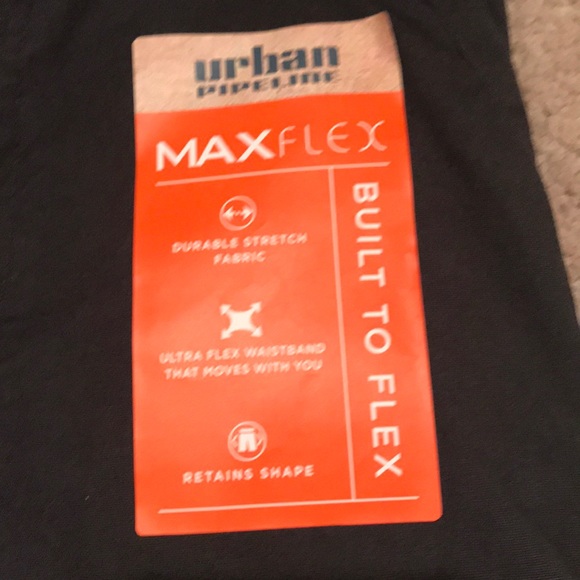 urban
PIPELINE
MAXFLEX
DURABLE STRETCH
FABRIC
ULTRA FLEX WAISTBAND
THAT MOVES WITH YOU
RETAINS SHAPE
BUILT TO FLEX